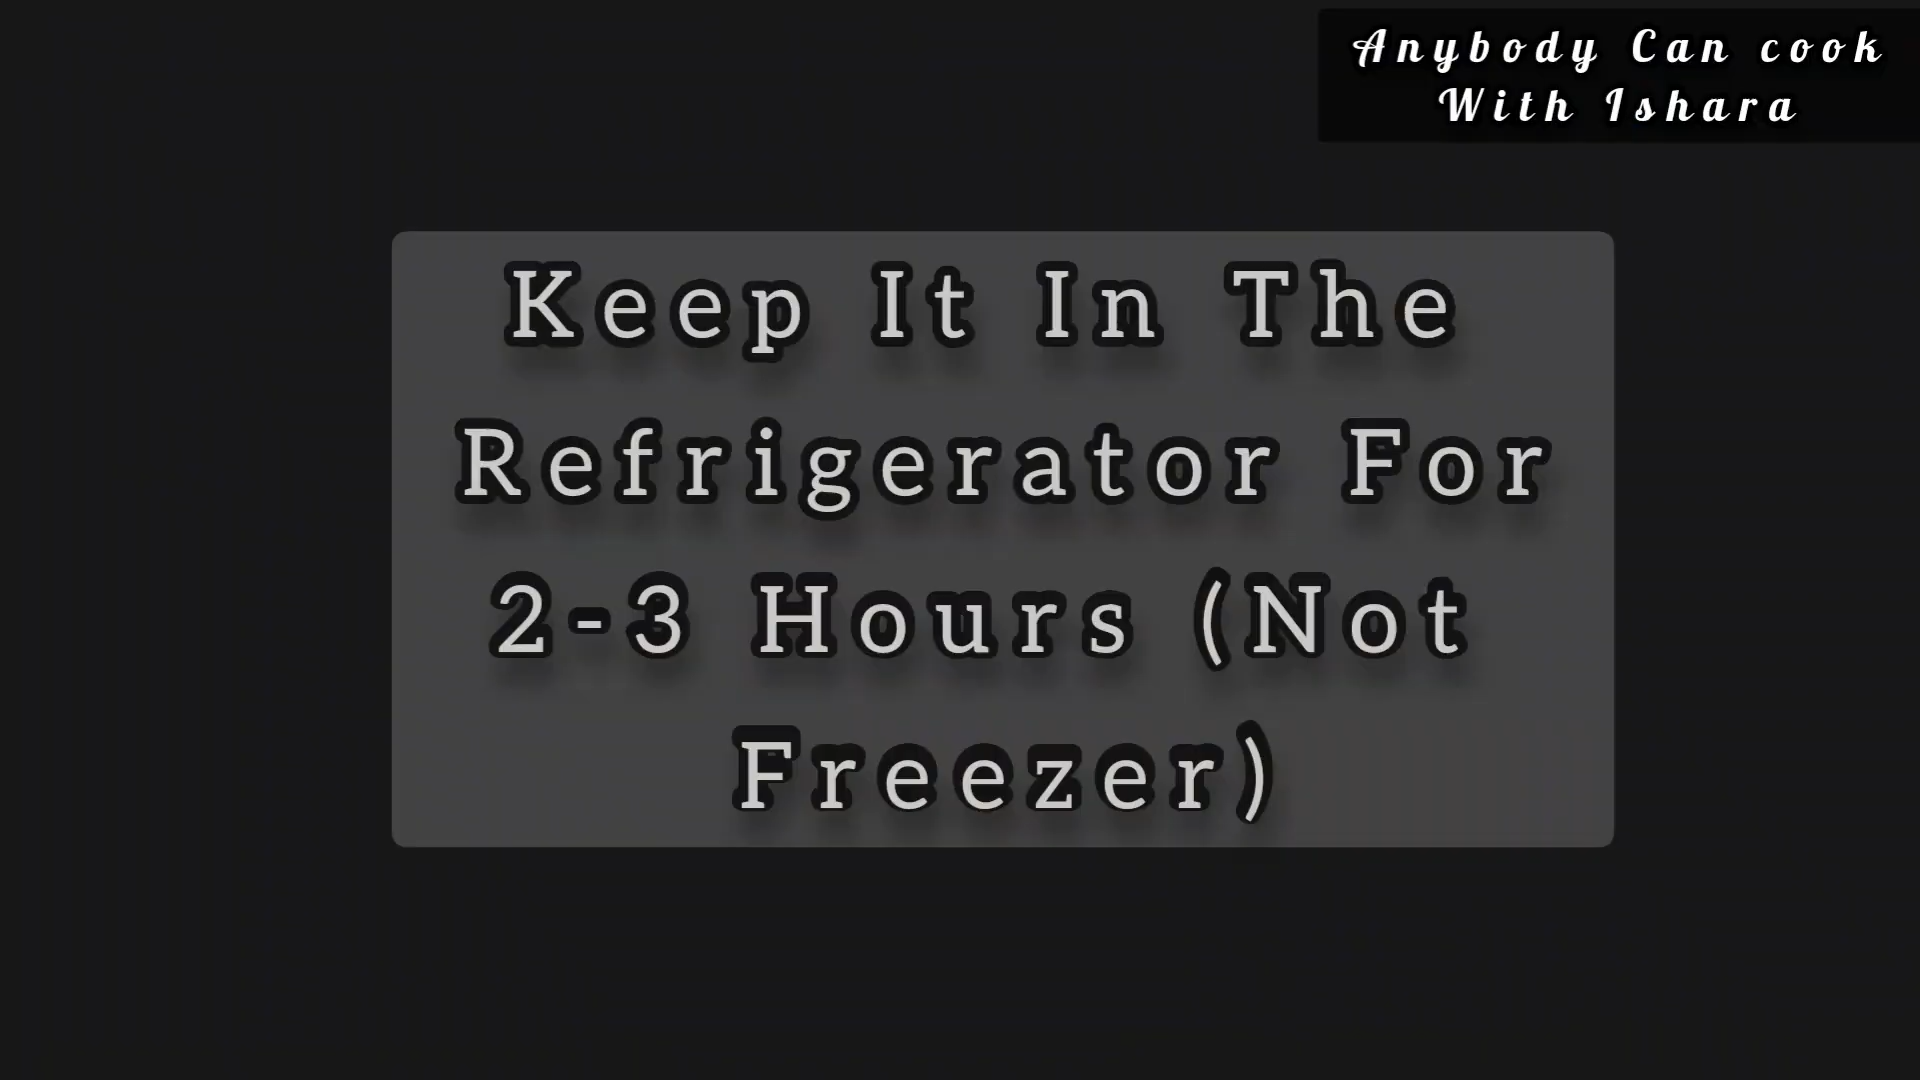 Anybody Can cook
With Ishara
Keep It In The
Refrigerator For
2-3 Hours (Not
Freezer)